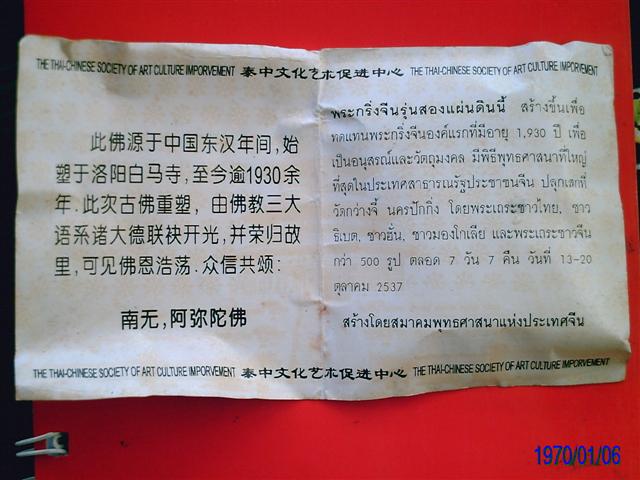 THE THAI-CHINESE SOCIETY OF ART CULTURE IMPORVEMENT 泰中文化艺术促进中心 THE THAI-CHINESE SOCIETY OF ART CULTURE IMPORVEMENT
此佛源于中国东汉年间,始
塑于洛阳白马寺,至今逾1930余
年.此次古佛重塑,由佛教三大
语系诸大德联袂开光,并荣归故
里,可见佛恩浩荡.众信共颂:
南无,阿弥陀佛
พระกริ่งจีนรุ่นสองแผ่นดินนี้ สร้างขึ้นเพื่อ
ทดแทนพระกริ่งจีนองค์แรกที่มีอายุ 1,930 ปี เพื่อ
เป็นอนุสรณ์และวัตถุมงคล มีพิธีพุทธศาสนาที่ใหญ่
ที่สุดในประเทศสาธารณรัฐประชาชนจีน ปลุกเสกที่
วัดกว่างจี้ นครปักกิ่ง โดยพระเถระชาวไทย, ชาว
ธิเบต, ชาวฮั่น, ชาวมองโกเลีย และพระเถระชาวจีน
กว่า 500 รูป ตลอด 7 วัน 7 คืน วันที่ 13-20
ตุลาคม 2537
สร้างโดยสมาคมพุทธศาสนาแห่งประเทศจีน
THE THAI-CHINESE SOCIETY OF ART CULTURE IMPORVEMENT 泰中文化艺术促进中心 THE THAI-CHINESE SOCIETY OF ART CULTURE IMPORVEMENT
1970/01/06